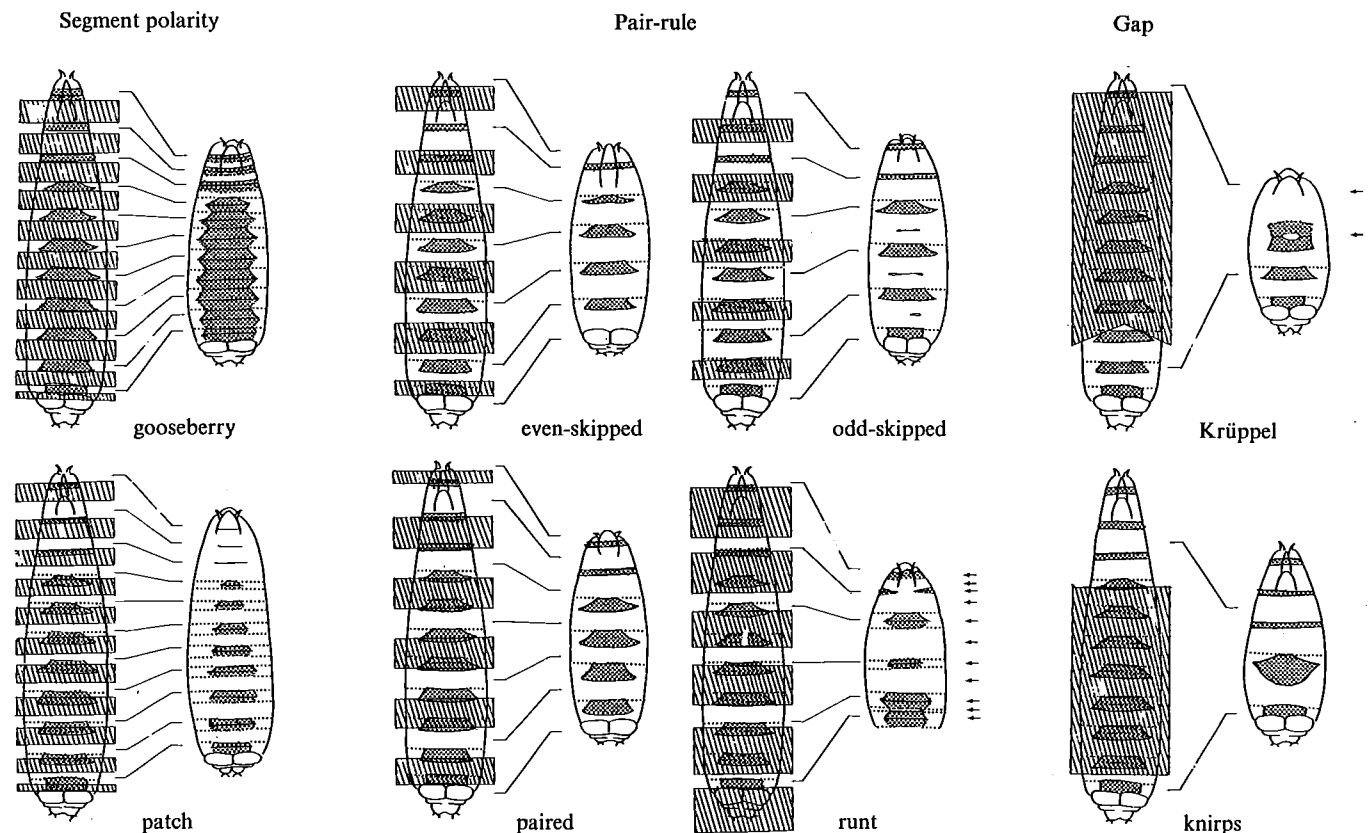 Segment polarity
Pair-rule
Gap
gooseberry
even-skipped
odd-skipped
Krüppel
patch
paired
runt
knirps